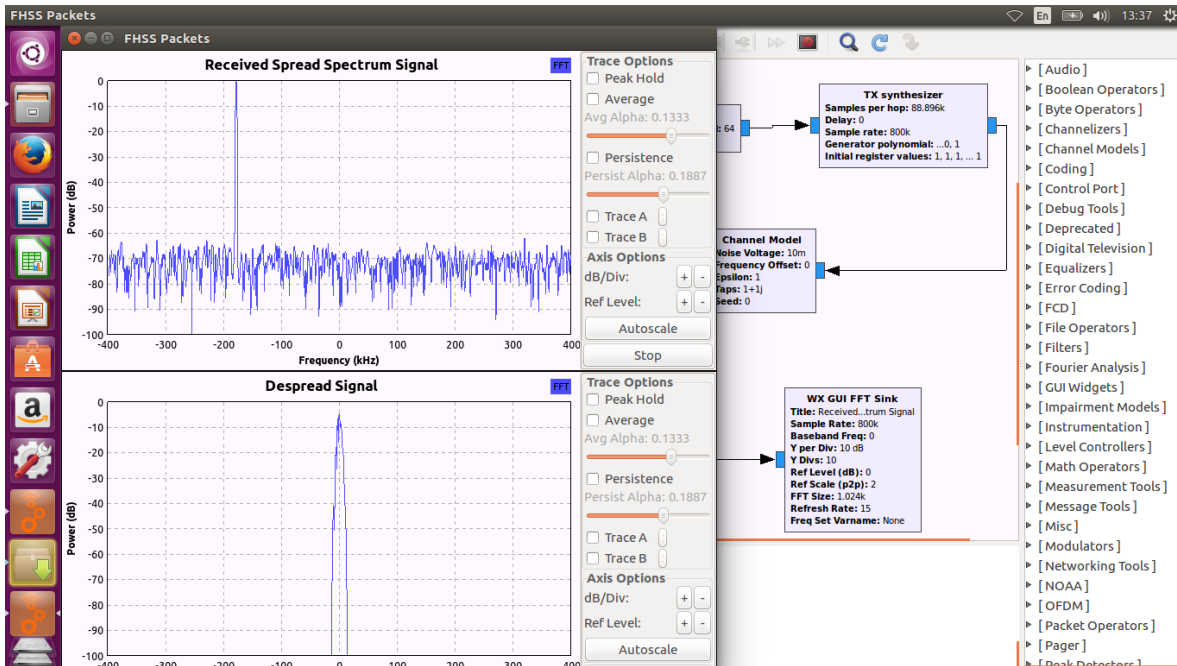 FHSS Packets
En
13:37
FHSS Packets
Received Spread Spectrum Signal
FFT
Power (dB)
0
-10
-20
-30
-40
-50
-60
-70
-80
-90
-100
-400
-300
-200
-100
0
100
200
300
400
Frequency (kHz)
Trace Options
Peak Hold
Average
Avg Alpha: 0.1333
Persistence
Persist Alpha: 0.1887
Trace A
Trace B
Axis Options
dB/Div:
+
-
Ref Level:
+
-
Autoscale
Stop
Despread Signal
FFT
Power (dB)
0
-10
-20
-30
-40
-50
-60
-70
-80
-90
-100
-400
-300
-200
-100
0
100
200
300
400
Trace Options
Peak Hold
Average
Avg Alpha: 0.1333
Persistence
Persist Alpha: 0.1887
Trace A
Trace B
Axis Options
dB/Div:
+
-
Ref Level:
+
-
Autoscale
: 64
TX synthesizer
Samples per hop: 88.896k
Delay: 0
Sample rate: 800k
Generator polynomial: ...0, 1
Initial register values: 1, 1, 1, ... 1
Channel Model
Noise Voltage: 10m
Frequency Offset: 0
Epsilon: 1
Taps: 1+1j
Seed: 0
WX GUI FFT Sink
Title: Received...trum Signal
Sample Rate: 800k
Baseband Freq: 0
Y per Div: 10 dB
Y Divs: 10
Ref Level (dB): 0
Ref Scale (p2p): 2
FFT Size: 1.024k
Refresh Rate: 15
Freq Set Varname: None
[Audio]
[Boolean Operators]
[Byte Operators]
[Channelizers]
[Channel Models]
[Coding]
[Control Port]
[Debug Tools]
[Deprecated]
[Digital Television]
[Equalizers]
[Error Coding]
[FCD]
[File Operators]
[Filters]
[Fourier Analysis]
[GUI Widgets]
[Impairment Models]
[Instrumentation]
[Level Controllers]
[Math Operators]
[Measurement Tools]
[Message Tools]
[Misc]
[Modulators]
[Networking Tools]
[NOAA]
[OFDM]
[Packet Operators]
[Pager]
[Peak Detectors]